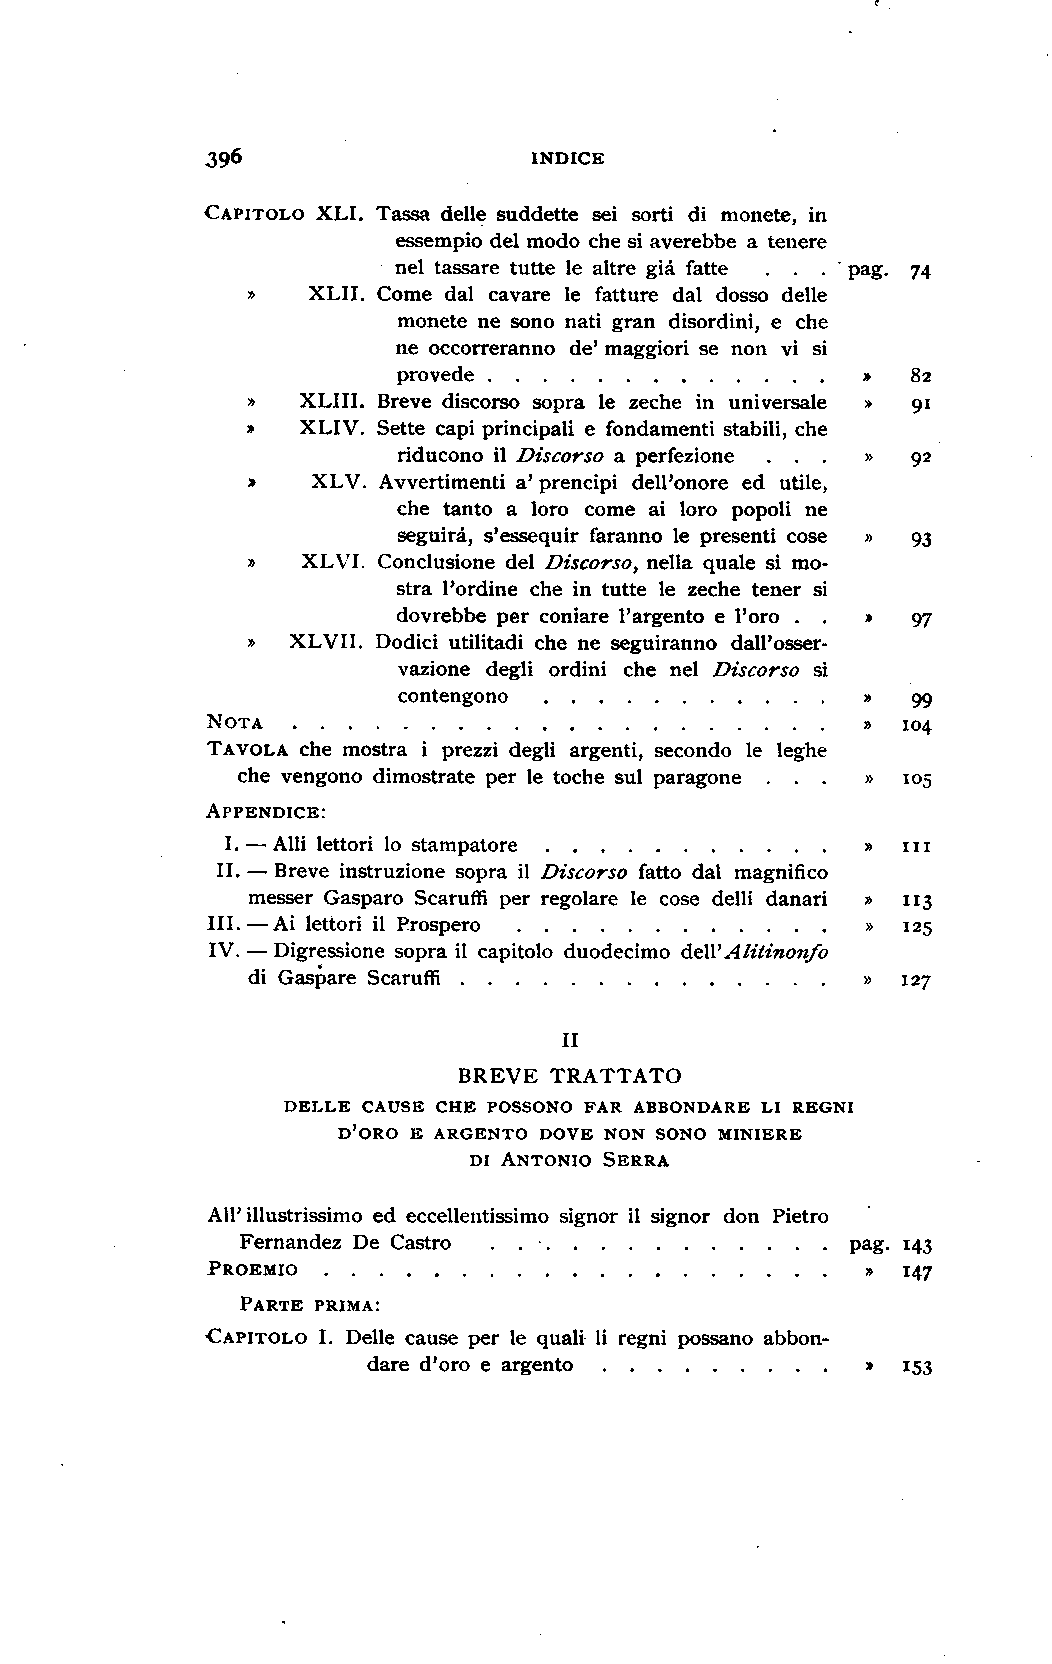 396 INDICE
CAPITOLO XLI. Tassa delle suddette sei sorti di monete, in
essempio del modo che si averebbe a tenere
nel tassare tutte le altre giá fatte . . . pag. 74
» XLII. Come dal cavare le fatture dal dosso delle
monete ne sono nati gran disordini, e che
ne occorreranno de' maggiori se non vi si
provede . . . . . . . . . . . . . » 82
» XLIII. Breve discorso sopra le zeche in universale » 91
» XLIV. Sette capi principali e fondamenti stabili, che
riducono il Discorso a perfezione . . . » 92
» XLV. Avvertimenti a' prencipi dell'onore ed utile,
che tanto a loro come ai loro popoli ne
seguirá, s'essequir faranno le presenti cose » 93
» XLVI. Conclusione del Discorso, nella quale si mo-
stra l'ordine che in tutte le zeche tener si
dovrebbe per coniare l'argento e l'oro . . » 97
» XLVII. Dodici utilitadi che ne seguiranno dall'osser-
vazione degli ordini che nel Discorso si
contengono . . . . . . . . . . . » 99
NOTA . . . . . . . . . . . . . . . . . . . . » 104
TAVOLA che mostra i prezzi degli argenti, secondo le leghe
che vengono dimostrate per le toche sul paragone . . . » 105
APPENDICE:
I. — Alli lettori lo stampatore . . . . . . . . . . . » 111
II. — Breve instruzione sopra il Discorso fatto dal magnifico
messer Gasparo Scaruffi per regolare le cose delli danari » 113
III. — Ai lettori il Prospero . . . . . . . . . . . . » 125
IV. — Digressione sopra il capitolo duodecimo dell'Alitinonfo
di Gaspare Scaruffi . . . . . . . . . . . . . . » 127
II
BREVE TRATTATO
DELLE CAUSE CHE POSSONO FAR ABBONDARE LI REGNI
D'ORO E ARGENTO DOVE NON SONO MINIERE
DI ANTONIO SERRA
All'illustrissimo ed eccellentissimo signor il signor don Pietro
Fernandez De Castro . . . . . . . . . . . . . pag. 143
PROEMIO . . . . . . . . . . . . . . . . . . . » 147
PARTE PRIMA:
CAPITOLO I. Delle cause per le quali li regni possano abbon-
dare d'oro e argento . . . . . . . . . » 153